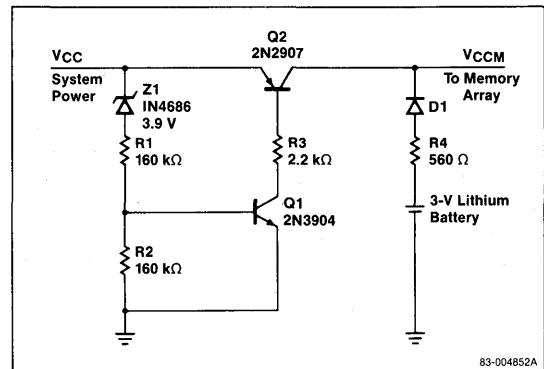 Q2
2N2907
VCC
System
Power
VCCM
To Memory
Array
Z1
IN4686
3.9 V
D1
R1
160 kΩ
R3
2.2 kΩ
R4
560 Ω
Q1
2N3904
3-V Lithium
Battery
R2
160 kΩ
83-004852A